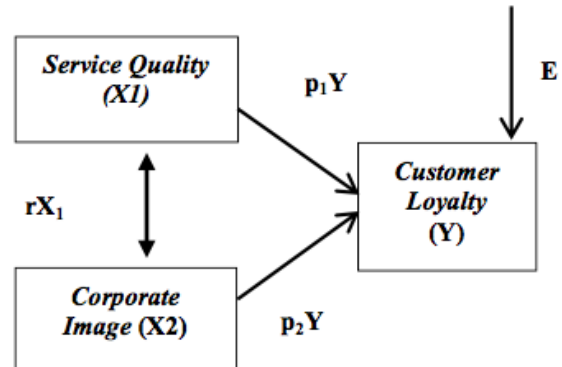 Service Quality
(X1)
p₁Y
E
Customer
Loyalty
(Y)
rX₁
Corporate
Image (X2)
p₂Y